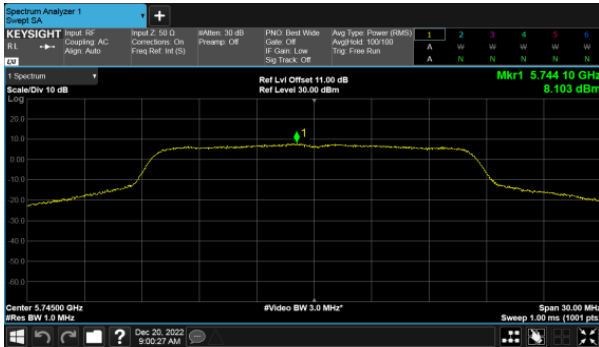 Spectrum Analyzer 1
Swept SA
+
KEYSIGHT
RL
LXI
Input: RF
Coupling: AC
Align: Auto
Input Z: 50 Ω
Corrections: On
Freq Ref: Int (S)
#Atten: 30 dB
Preamp: Off
PNO: Best Wide
Gate: Off
IF Gain: Low
Sig Track: Off
Avg Type: Power (RMS)
Avg|Hold: 100/100
Trig: Free Run
1 2 3 4 5 6
A W W W W W
A N N N N N
1 Spectrum
Scale/Div 10 dB
Ref Lvl Offset 11.00 dB
Ref Level 30.00 dBm
Mkr1 5.744 10 GHz
8.103 dBm
Log
20.0
10.0
0.00
-10.0
-20.0
-30.0
-40.0
-50.0
-60.0
1
Center 5.74500 GHz
#Res BW 1.0 MHz
#Video BW 3.0 MHz*
Span 30.00 MHz
Sweep 1.00 ms (1001 pts)
?
Dec 20, 2022
9:00:27 AM